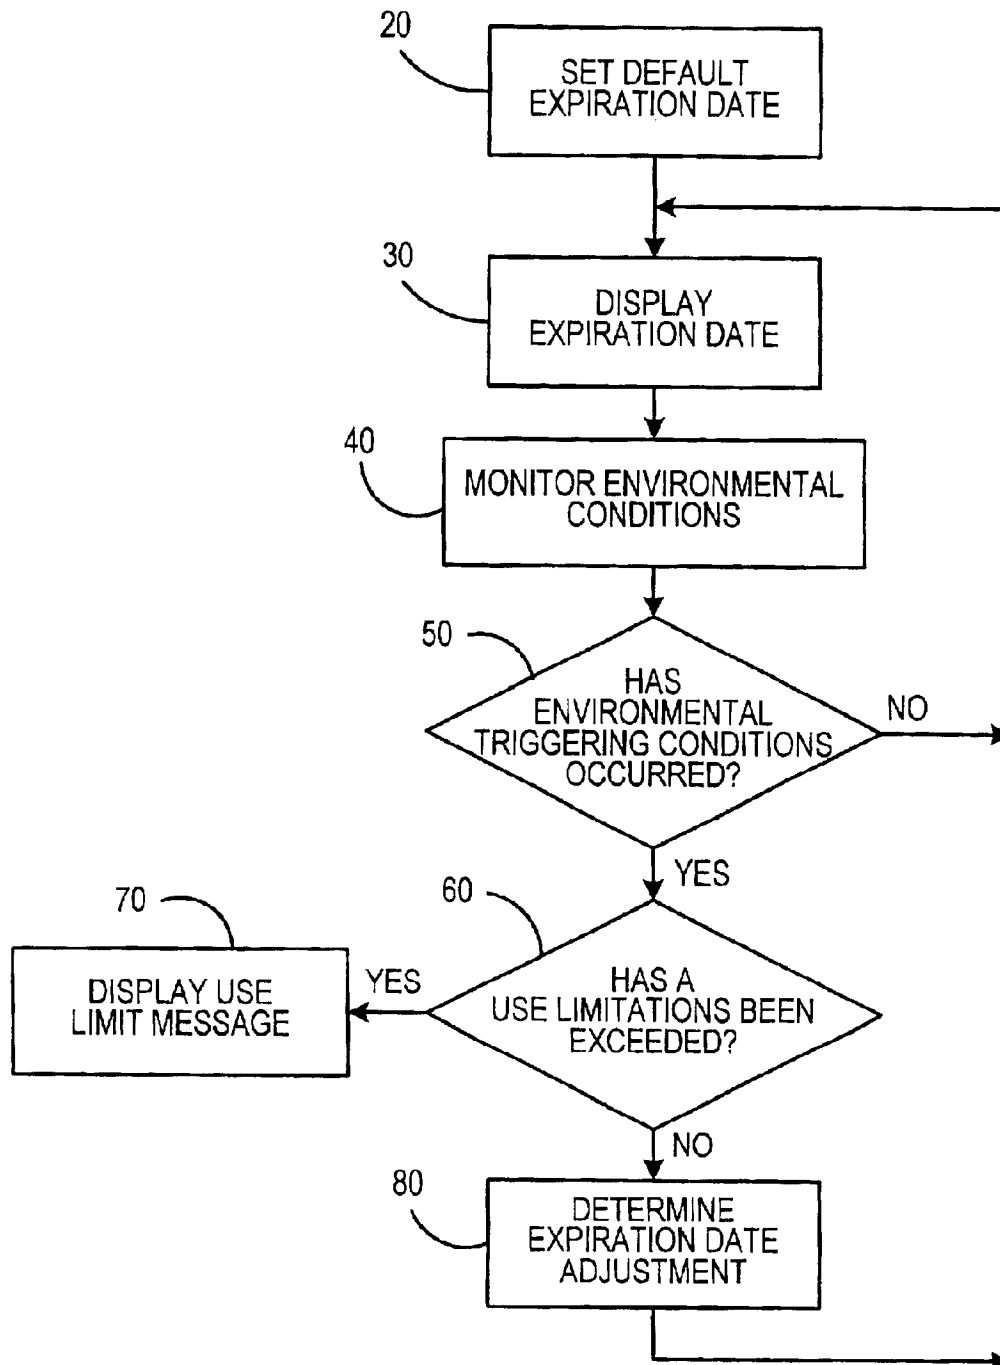 20
SET DEFAULT
EXPIRATION DATE
30
DISPLAY
EXPIRATION DATE
40
MONITOR ENVIRONMENTAL
CONDITIONS
50
HAS
ENVIRONMENTAL
TRIGGERING CONDITIONS
OCCURRED?
NO
YES
60
HAS A
USE LIMITATIONS BEEN
EXCEEDED?
YES
70
DISPLAY USE
LIMIT MESSAGE
NO
80
DETERMINE
EXPIRATION DATE
ADJUSTMENT